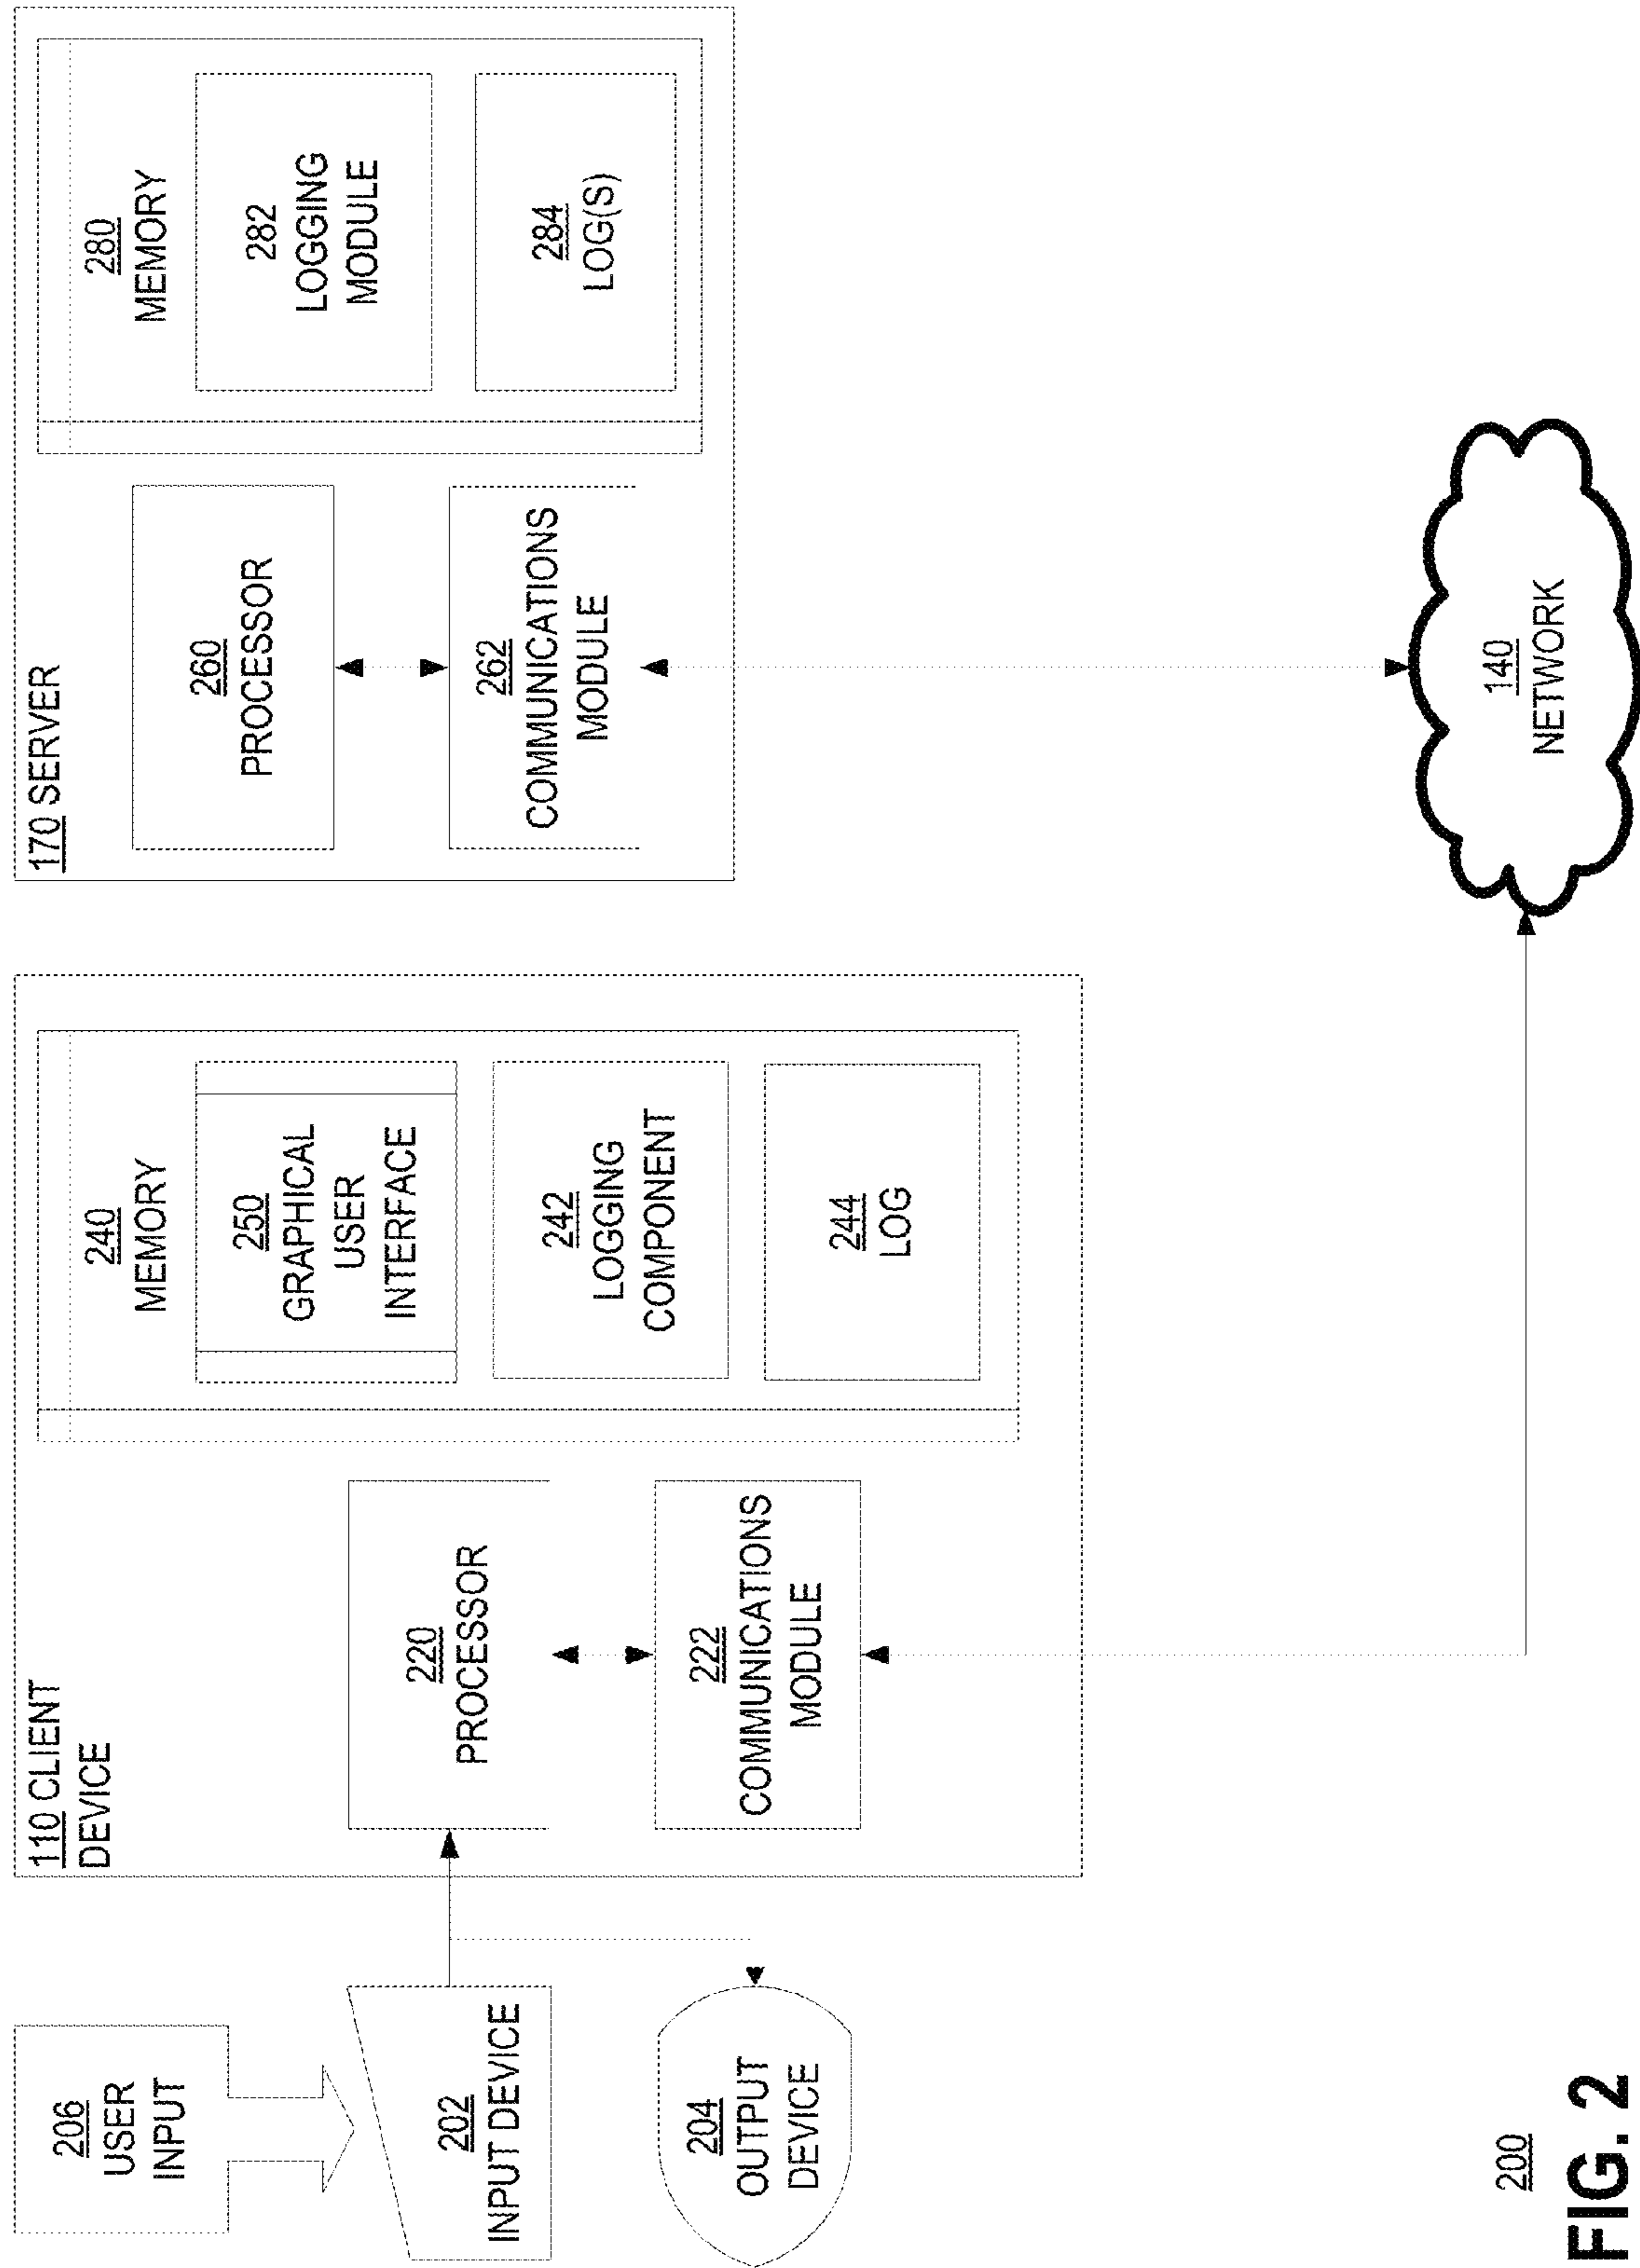 206
USER
INPUT
202
INPUT DEVICE
204
OUTPUT
DEVICE
110 CLIENT
DEVICE
220
PROCESSOR
222
COMMUNICATIONS
MODULE
240
MEMORY
250
GRAPHICAL
USER
INTERFACE
242
LOGGING
COMPONENT
244
LOG
170 SERVER
260
PROCESSOR
262
COMMUNICATIONS
MODULE
280
MEMORY
282
LOGGING
MODULE
284
LOG(S)
140
NETWORK
200
FIG. 2